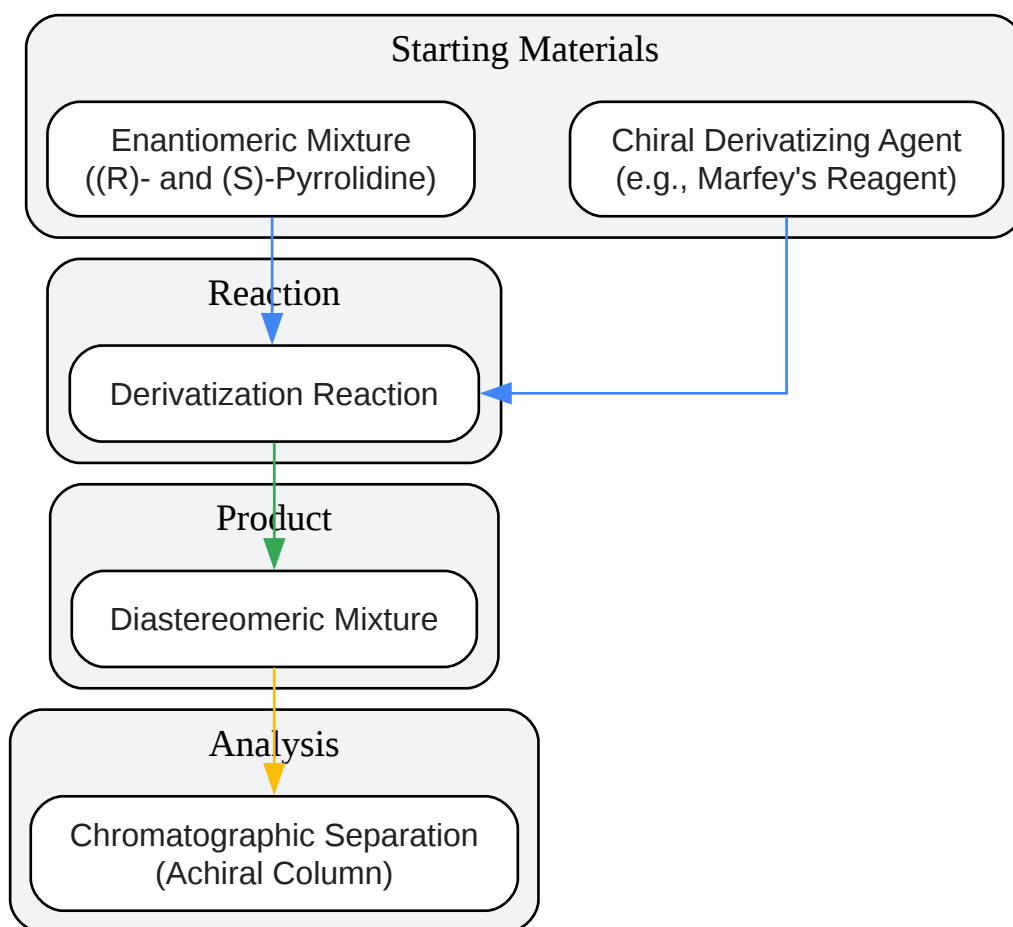 Starting Materials
Enantiomeric Mixture
((R)- and (S)-Pyrrolidine)
Chiral Derivatizing Agent
(e.g., Marfey's Reagent)
Reaction
Derivatization Reaction
Product
Diastereomeric Mixture
Analysis
Chromatographic Separation
(Achiral Column)